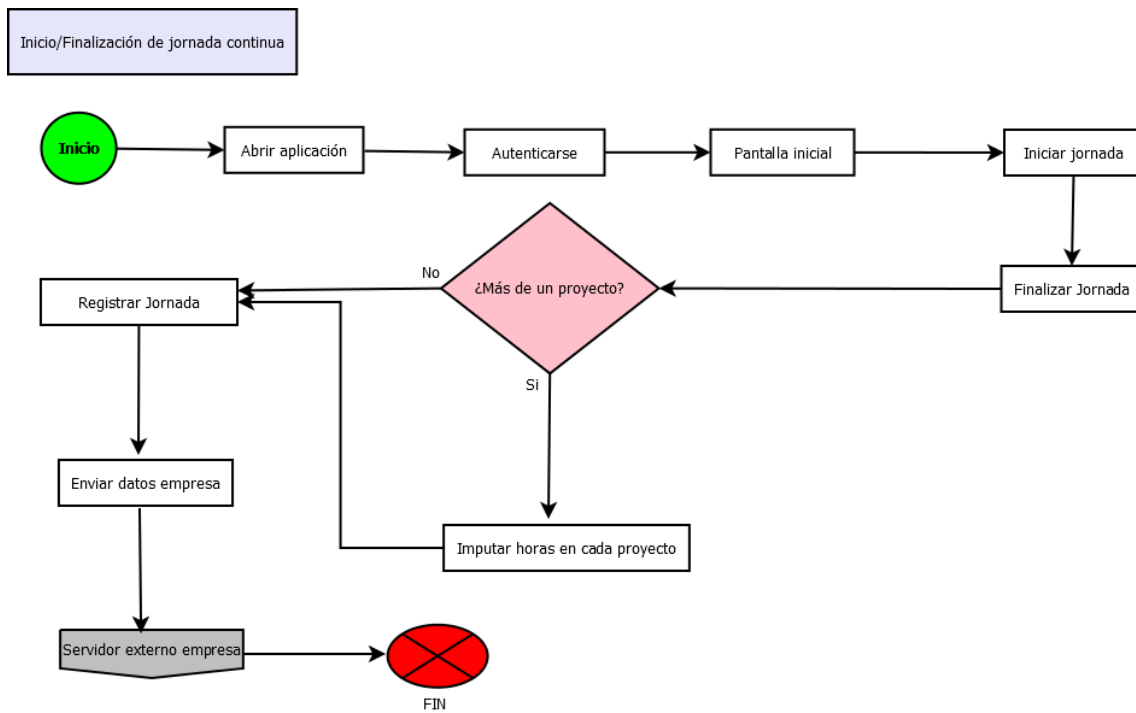 Inicio/Finalización de jornada continua
Inicio
Abrir aplicación
Autenticarse
Pantalla inicial
Iniciar jornada
Finalizar Jornada
¿Más de un proyecto?
No
Registrar Jornada
Si
Enviar datos empresa
Imputar horas en cada proyecto
Servidor externo empresa
FIN